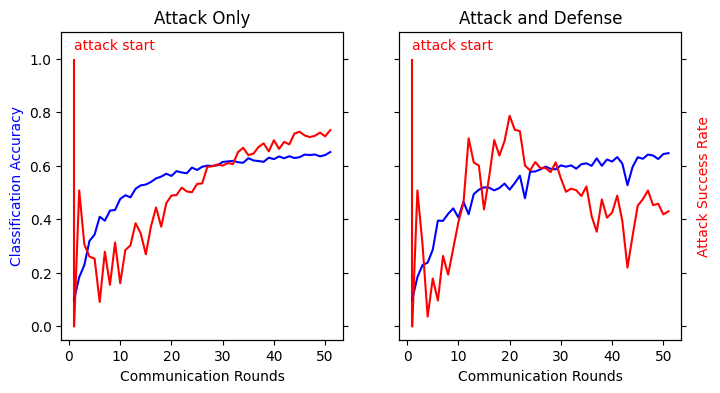 Attack Only
Attack and Defense
attack start
attack start
Classification Accuracy
1.0
0.8
0.6
0.4
0.2
0.0
0 10 20 30 40 50
0 10 20 30 40 50
Communication Rounds
Communication Rounds
Attack Success Rate